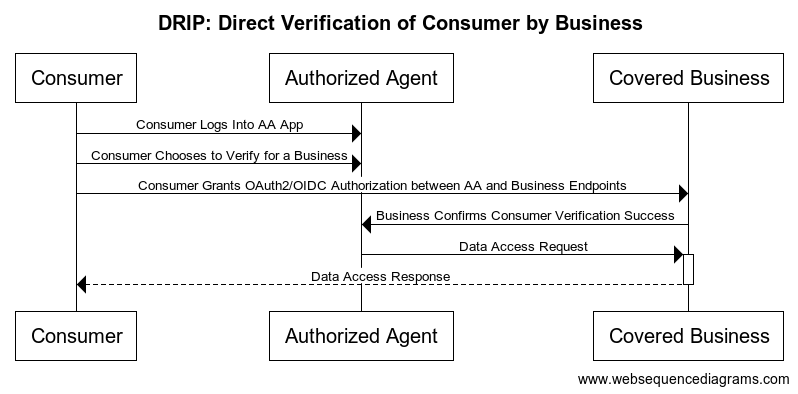 DRIP: Direct Verification of Consumer by Business
Consumer
Authorized Agent
Covered Business
Consumer Logs Into AA App
Consumer Chooses to Verify for a Business
Consumer Grants OAuth2/OIDC Authorization between AA and Business Endpoints
Business Confirms Consumer Verification Success
Data Access Request
Data Access Response
Consumer
Authorized Agent
Covered Business
www.websequencediagrams.com